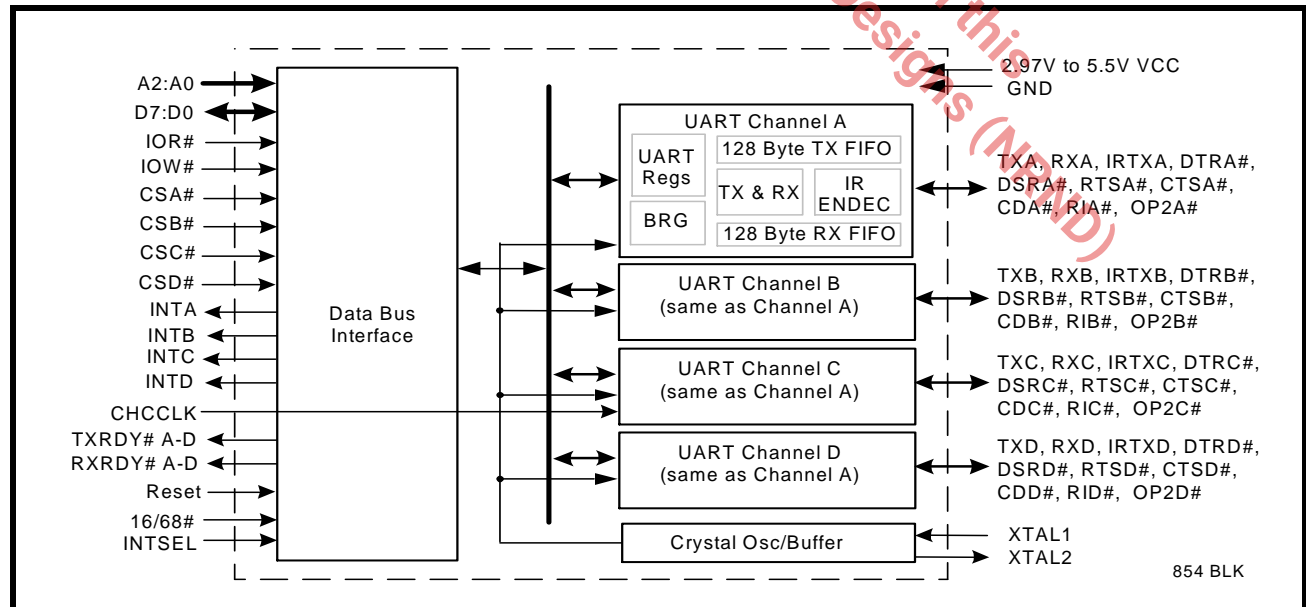 n this
Designs (NRND)
A2:A0
D7:D0
IOR#
IOW#
CSA#
CSB#
CSC#
CSD#
INTA
INTB
INTC
INTD
CHCCLK
TXRDY# A-D
RXRDY# A-D
Reset
16/68#
INTSEL
Data Bus
Interface
UART Channel A
UART
Regs
BRG
128 Byte TX FIFO
TX & RX
IR
ENDEC
128 Byte RX FIFO
UART Channel B
(same as Channel A)
UART Channel C
(same as Channel A)
UART Channel D
(same as Channel A)
Crystal Osc/Buffer
2.97V to 5.5V VCC
GND
TXA, RXA, IRTXA, DTRA#,
DSRA#, RTSA#, CTSA#,
CDA#, RIA#, OP2A#
TXB, RXB, IRTXB, DTRB#,
DSRB#, RTSB#, CTSB#,
CDB#, RIB#, OP2B#
TXC, RXC, IRTXC, DTRC#,
DSRC#, RTSC#, CTSC#,
CDC#, RIC#, OP2C#
TXD, RXD, IRTXD, DTRD#,
DSRD#, RTSD#, CTSD#,
CDD#, RID#, OP2D#
XTAL1
XTAL2
854 BLK